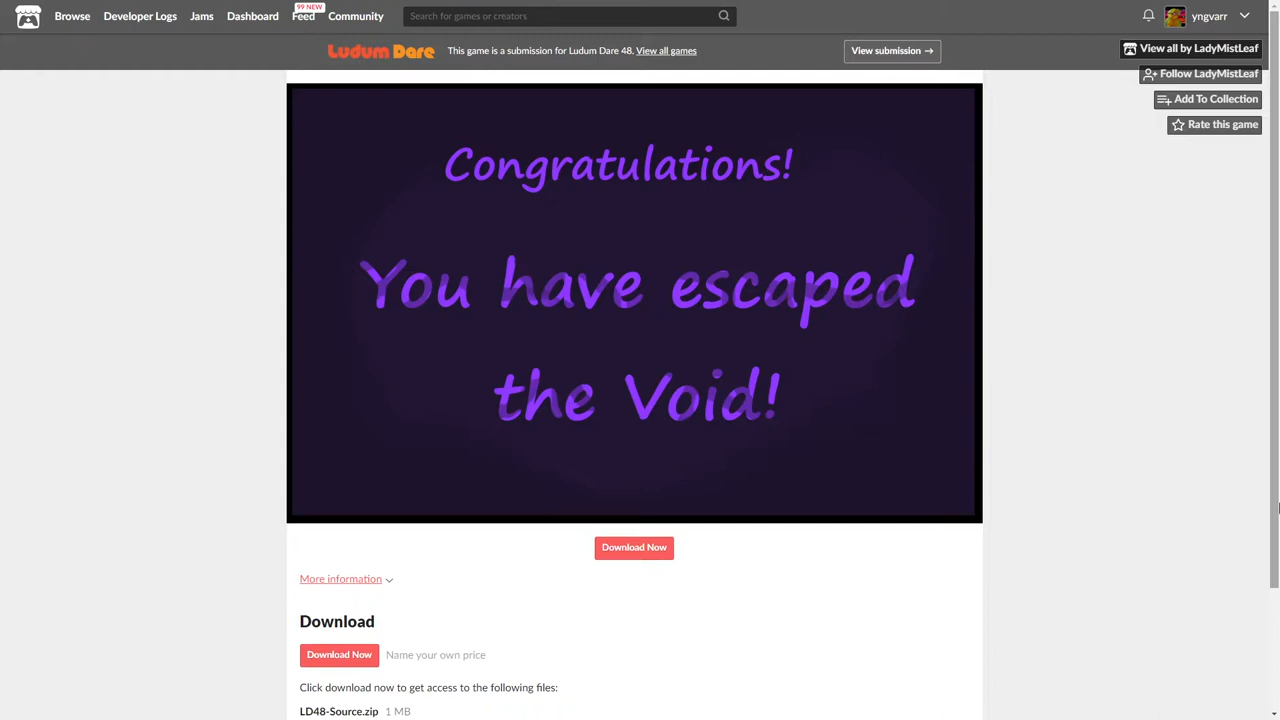 99 NEW
Browse Developer Logs Jams Dashboard Feed Community Search for games or creators yngvarr
Ludum Dare This game is a submission for Ludum Dare 48. View all games View submission →
View all by LadyMistLeaf
Follow LadyMistLeaf
Add To Collection
Rate this game
Congratulations!
You have escaped
the Void!
Download Now
More information
Download
Download Now Name your own price
Click download now to get access to the following files:
LD48-Source.zip 1 MB